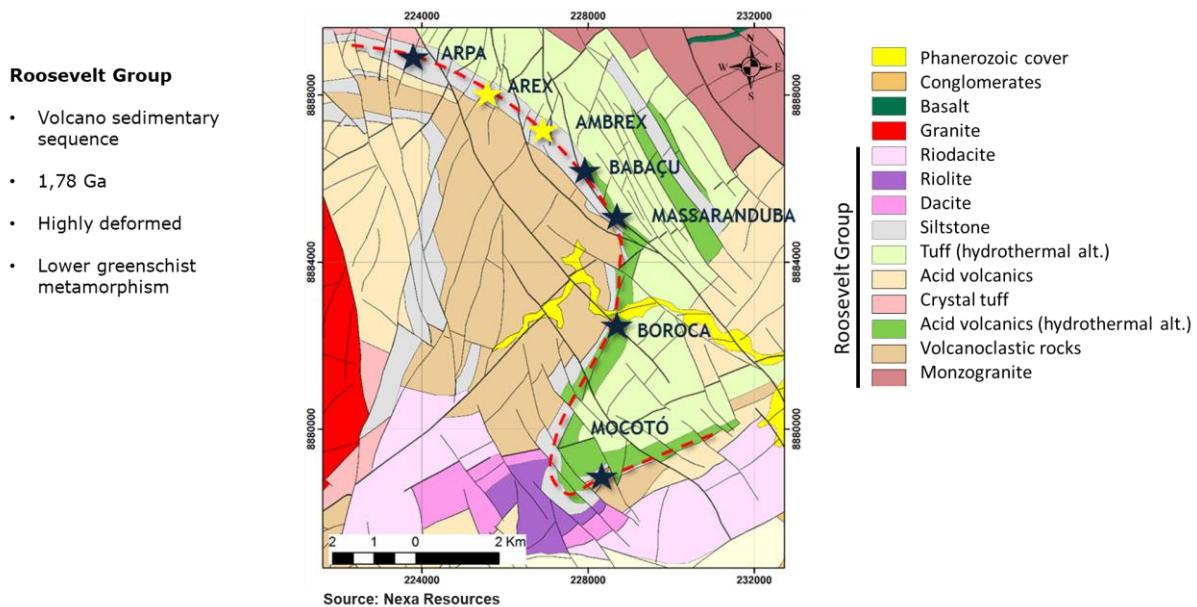 Roosevelt Group
• Volcano sedimentary
sequence
• 1,78 Ga
• Highly deformed
• Lower greenschist
metamorphism
224000
228000
232000
8888000
8884000
8880000
ARPA
AREX
AMBREX
BABAÇU
MASSARANDUBA
BOROCA
MOCOTÓ
N
W
E
S
8888000
8884000
8880000
2 1 0 2 Km
224000
228000
232000
Source: Nexa Resources
Roosevelt Group
Phanerozoic cover
Conglomerates
Basalt
Granite
Riodacite
Riolite
Dacite
Siltstone
Tuff (hydrothermal alt.)
Acid volcanics
Crystal tuff
Acid volcanics (hydrothermal alt.)
Volcanoclastic rocks
Monzogranite